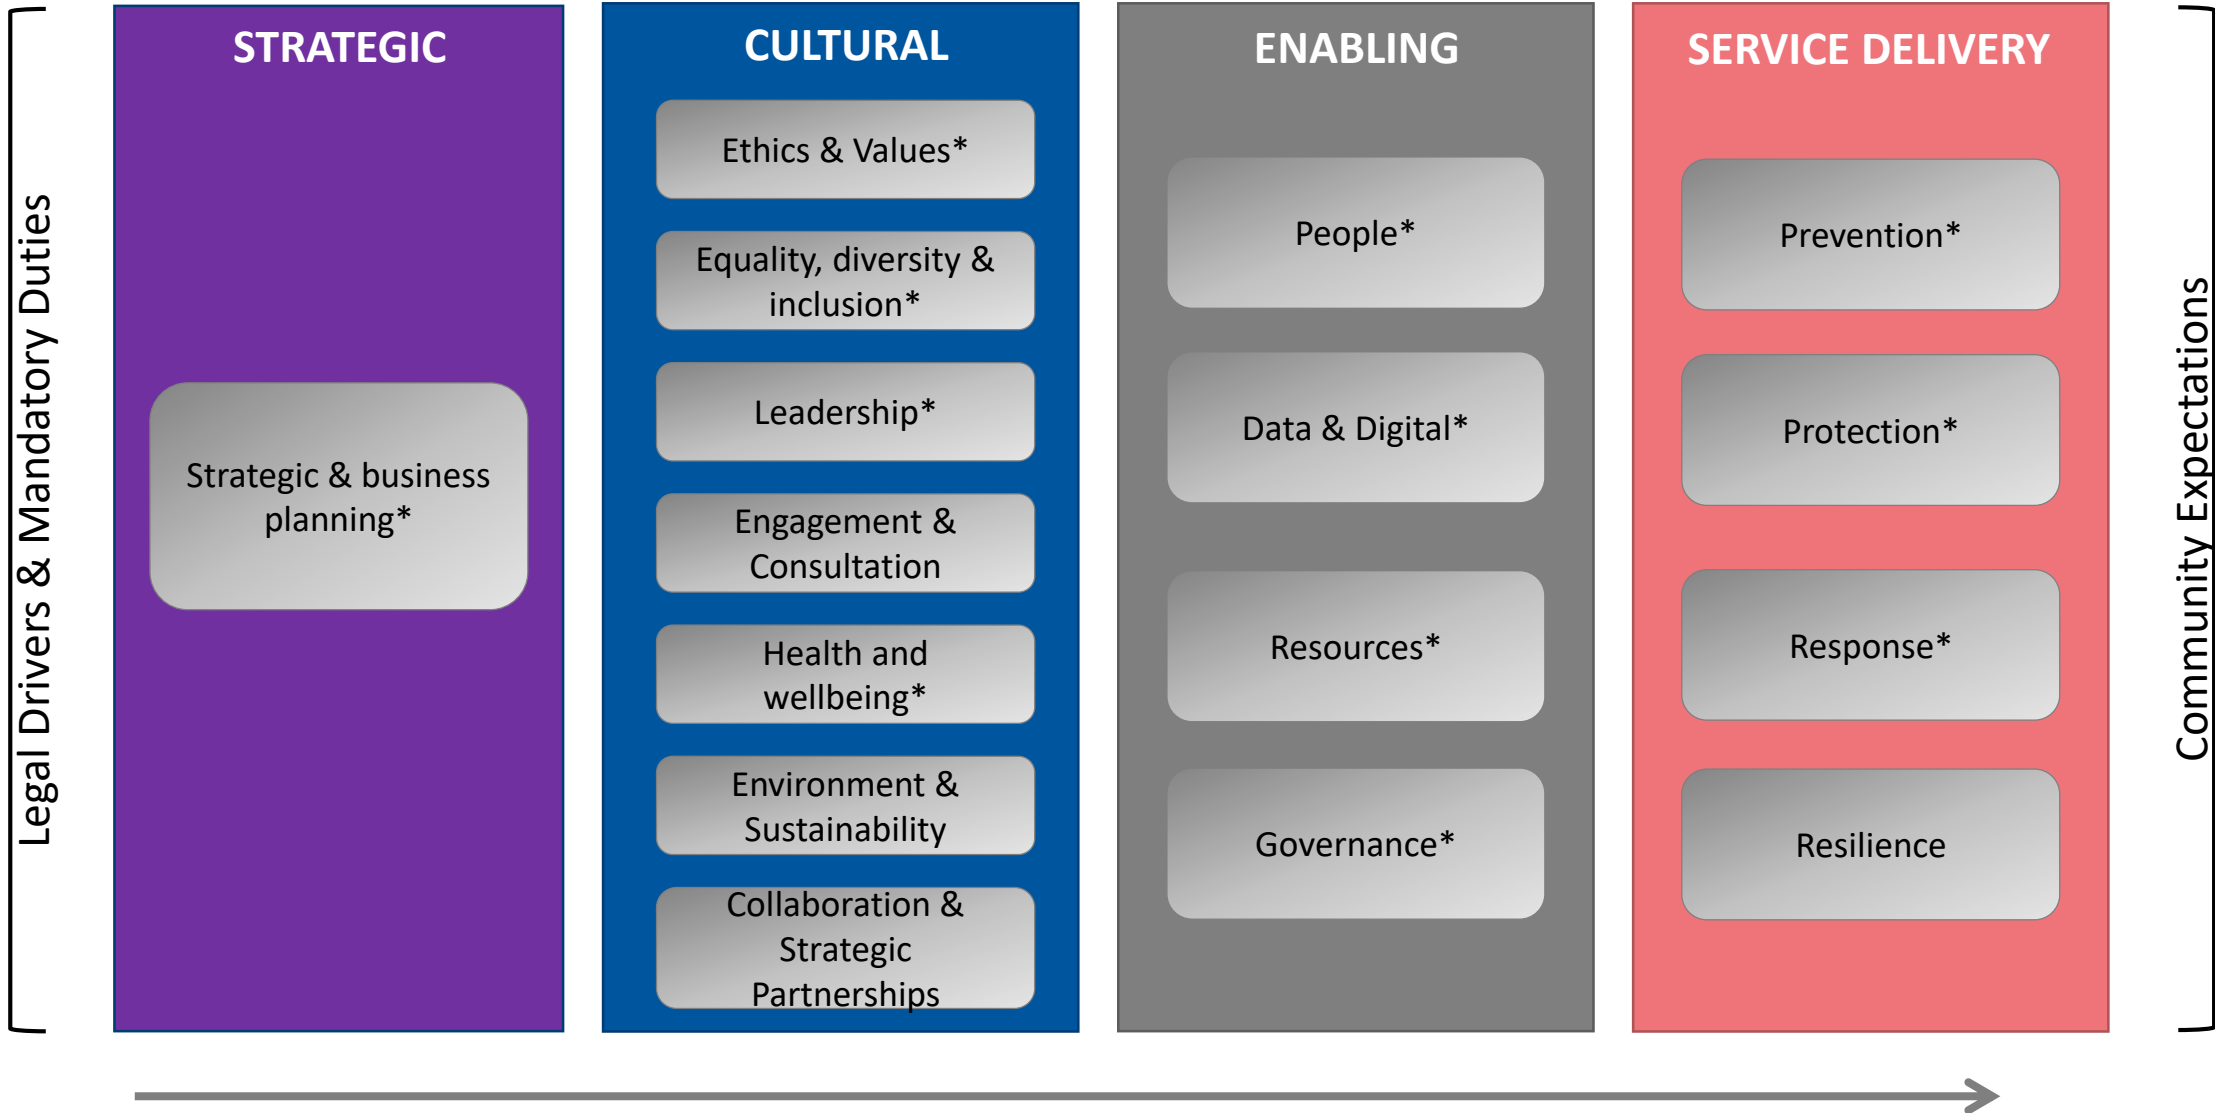 Legal Drivers & Mandatory Duties
STRATEGIC
Strategic & business
planning*
CULTURAL
Ethics & Values*
Equality, diversity &
inclusion*
Leadership*
Engagement &
Consultation
Health and
wellbeing*
Environment &
Sustainability
Collaboration &
Strategic
Partnerships
ENABLING
People*
Data & Digital*
Resources*
Governance*
SERVICE DELIVERY
Prevention*
Protection*
Response*
Resilience
Community Expectations